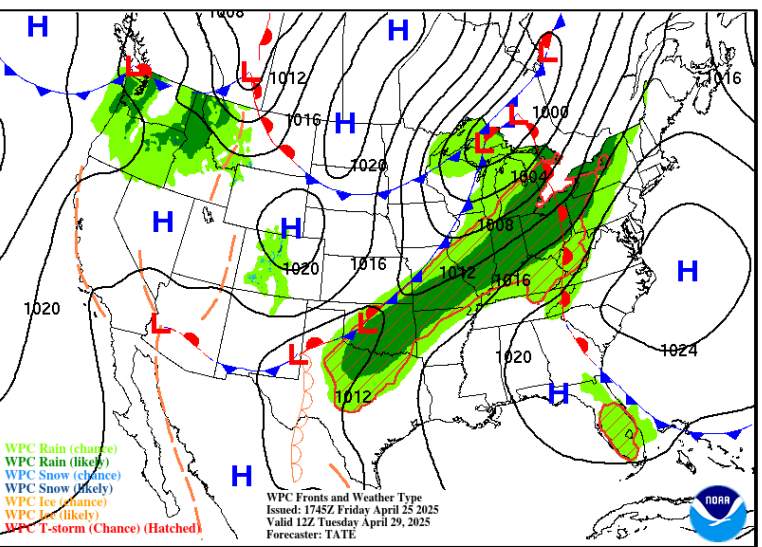 H
H
1008
L
L
L
1012
1016
1016
H
L
1000
L
1020
1004
H
H
1008
H
1020
1016
1012
1016
1020
L
L
L
1020
1024
H
1012
H
WPC Rain (chance)
WPC Rain (likely)
WPC Snow (chance)
WPC Snow (likely)
WPC Ice (chance)
WPC Ice (likely)
WPC T-storm (Chance) (Hatched)
WPC Fronts and Weather Type
Issued: 1745Z Friday April 25 2025
Valid 12Z Tuesday April 29, 2025
Forecaster: TATE
NOAA